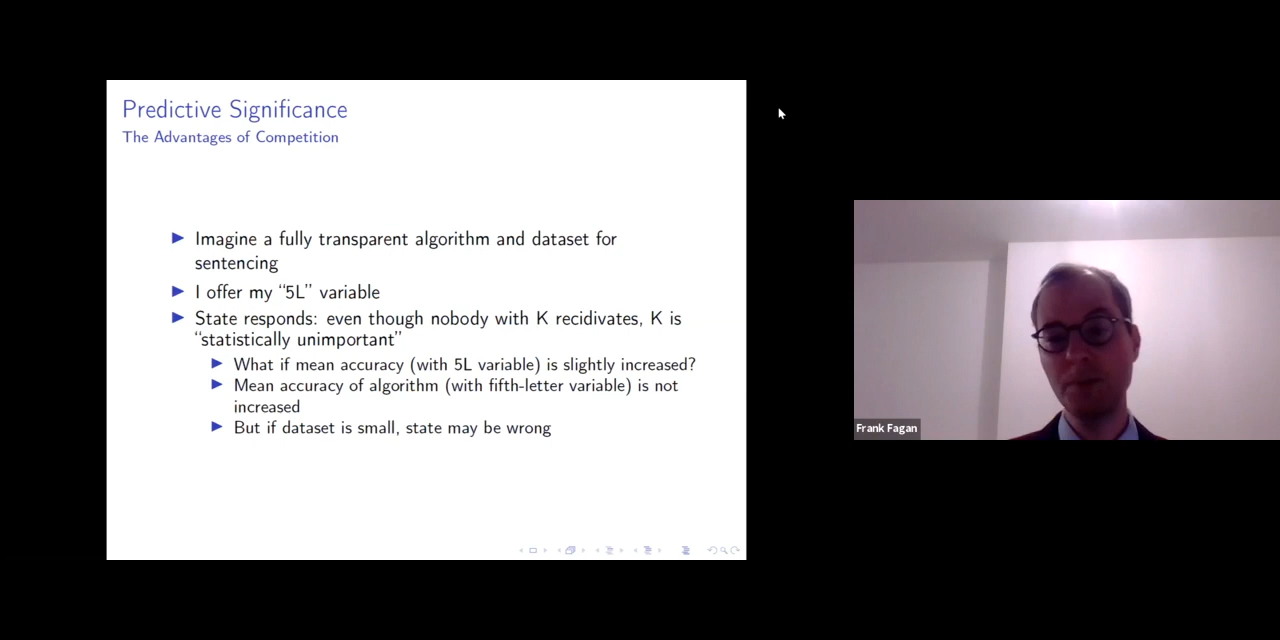 Predictive Significance
The Advantages of Competition
Imagine a fully transparent algorithm and dataset for
sentencing
I offer my “5L” variable
State responds: even though nobody with K recidivates, K is
“statistically unimportant”
What if mean accuracy (with 5L variable) is slightly increased?
Mean accuracy of algorithm (with fifth-letter variable) is not
increased
But if dataset is small, state may be wrong
Frank Fagan